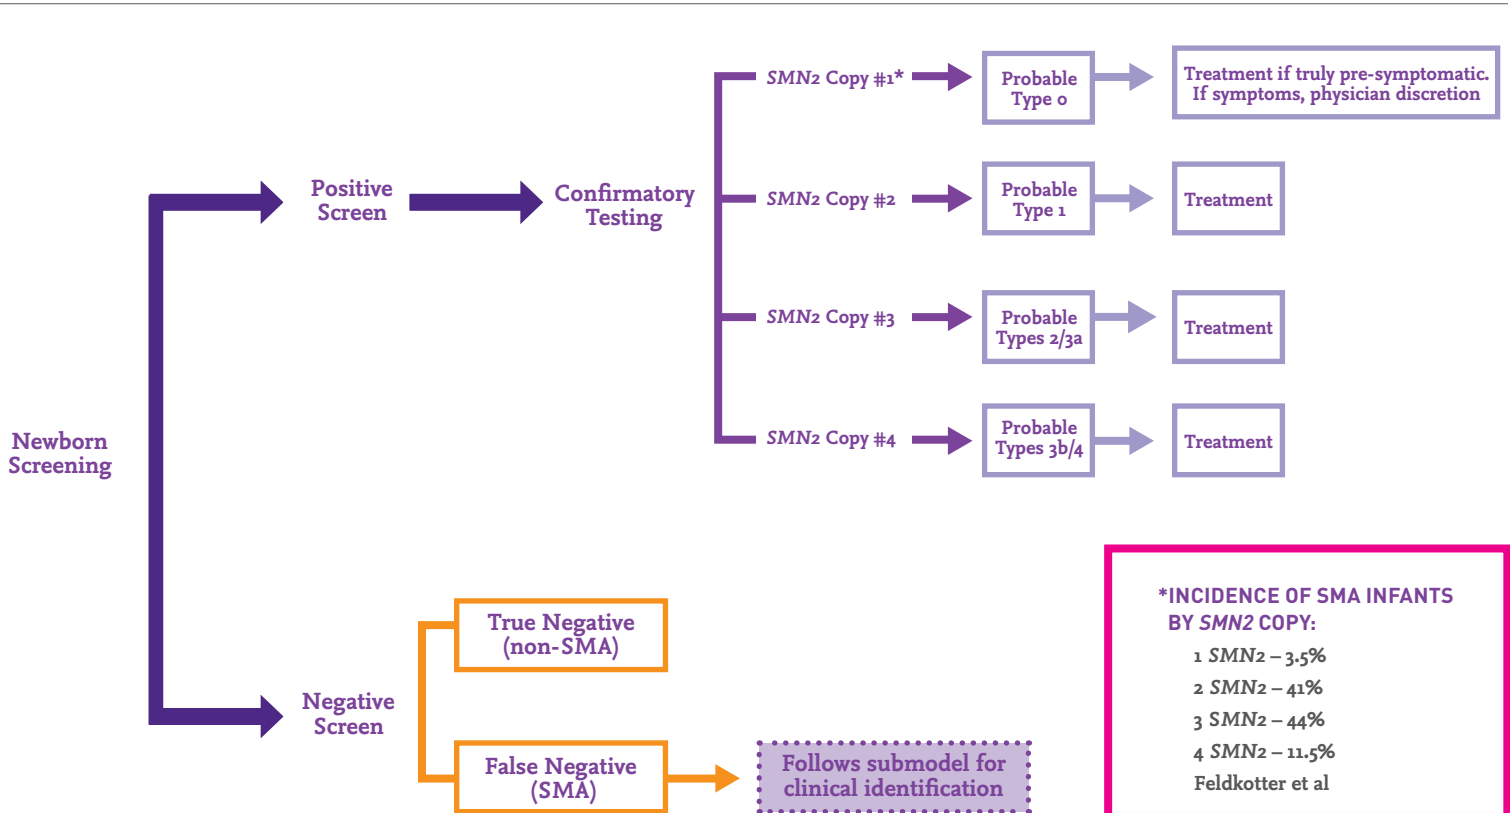 SMN2 Copy #1*
Probable
Type 0
Treatment if truly pre-symptomatic.
If symptoms, physician discretion
Positive
Screen
Confirmatory
Testing
SMN2 Copy #2
Probable
Type 1
Treatment
SMN2 Copy #3
Probable
Types 2/3a
Treatment
SMN2 Copy #4
Probable
Types 3b/4
Treatment
Newborn
Screening
Negative
Screen
True Negative
(non-SMA)
False Negative
(SMA)
Follows submodel for
clinical identification
*INCIDENCE OF SMA INFANTS
BY SMN2 COPY:
1 SMN2 – 3.5%
2 SMN2 – 41%
3 SMN2 – 44%
4 SMN2 – 11.5%
Feldkotter et al